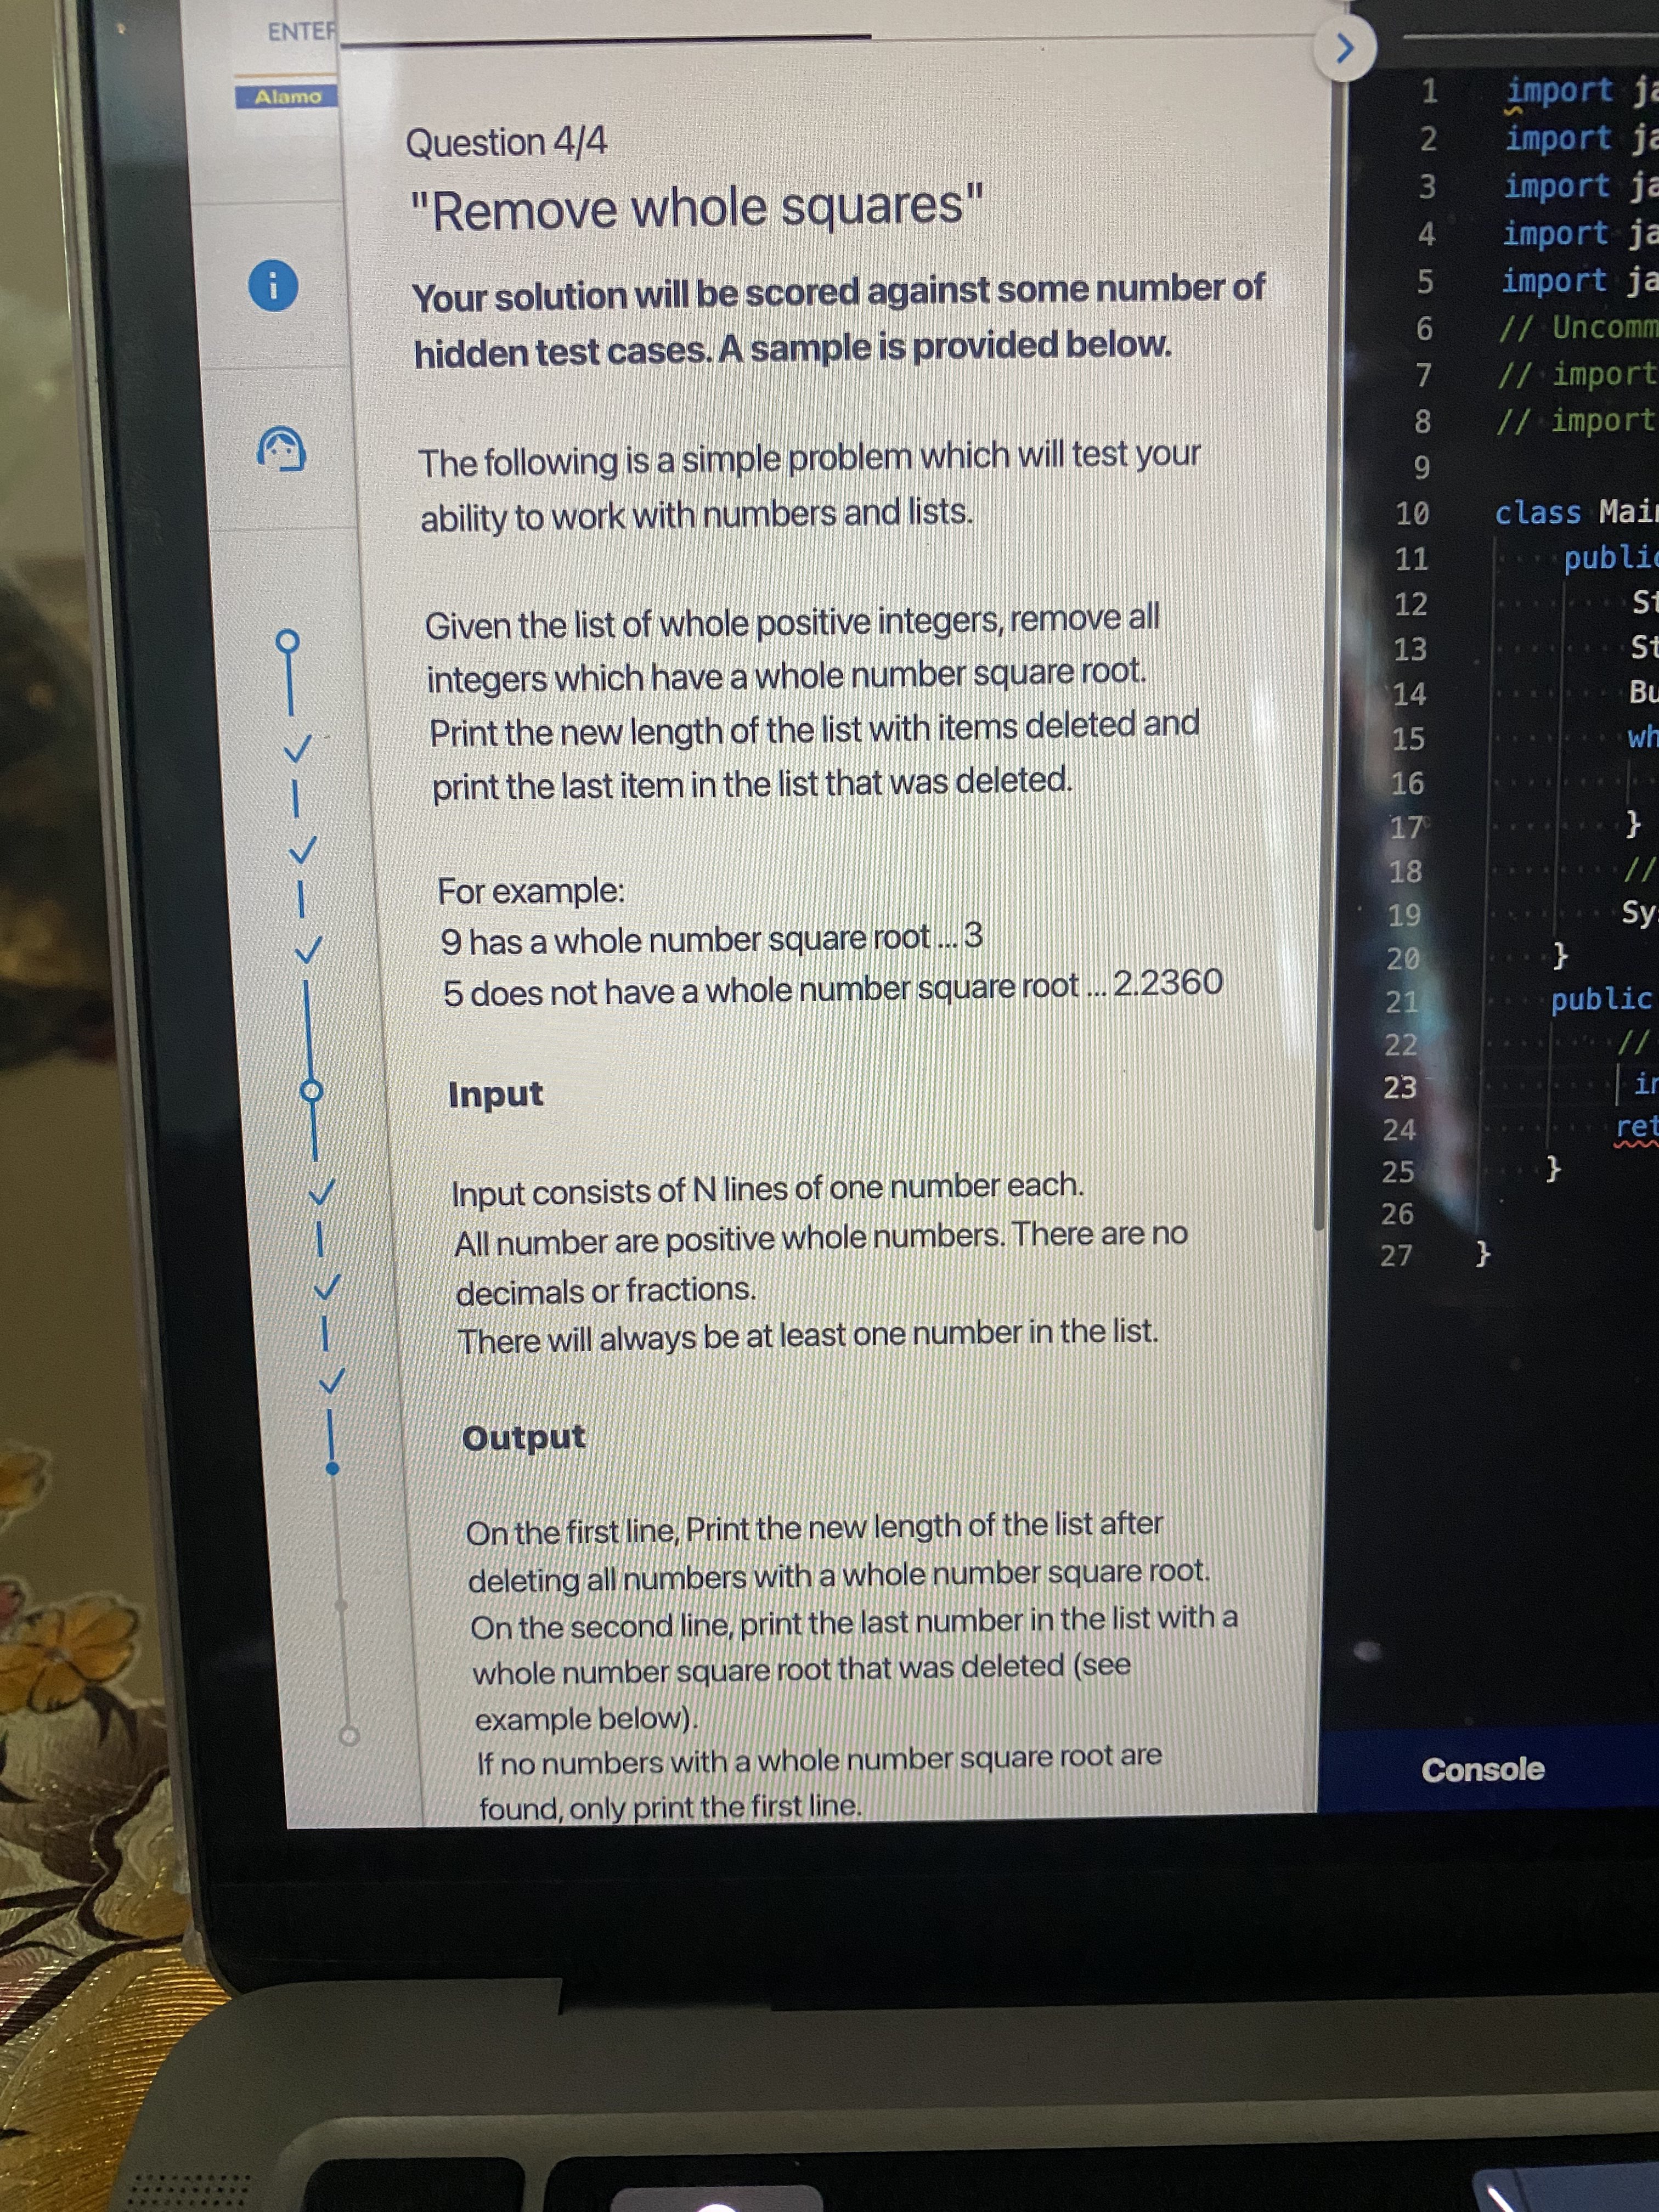 ENTER
Alamo
Question 4/4
"Remove whole squares"
Your solution will be scored against some number of
hidden test cases. A sample is provided below.
The following is a simple problem which will test your
ability to work with numbers and lists.
Given the list of whole positive integers, remove all
integers which have a whole number square root.
Print the new length of the list with items deleted and
print the last item in the list that was deleted.
For example:
9 has a whole number square root ... 3
5 does not have a whole number square root ... 2.2360
Input
Input consists of N lines of one number each.
All number are positive whole numbers. There are no
decimals or fractions.
There will always be at least one number in the list.
Output
On the first line, Print the new length of the list after
deleting all numbers with a whole number square root.
On the second line, print the last number in the list with a
whole number square root that was deleted (see
example below).
If no numbers with a whole number square root are
found, only print the first line.
1 import ja
2 import ja
3 import ja
4 import ja
5 import ja
6 // Uncomm
7 // import
8 // import
9
10 class Main
11 public
12 St
13 St
14 Bu
15 wh
16
17 }
18 //
19 Sys
20 }
21 public
22 //
23 in
24 ret
25 }
26
27 }
Console